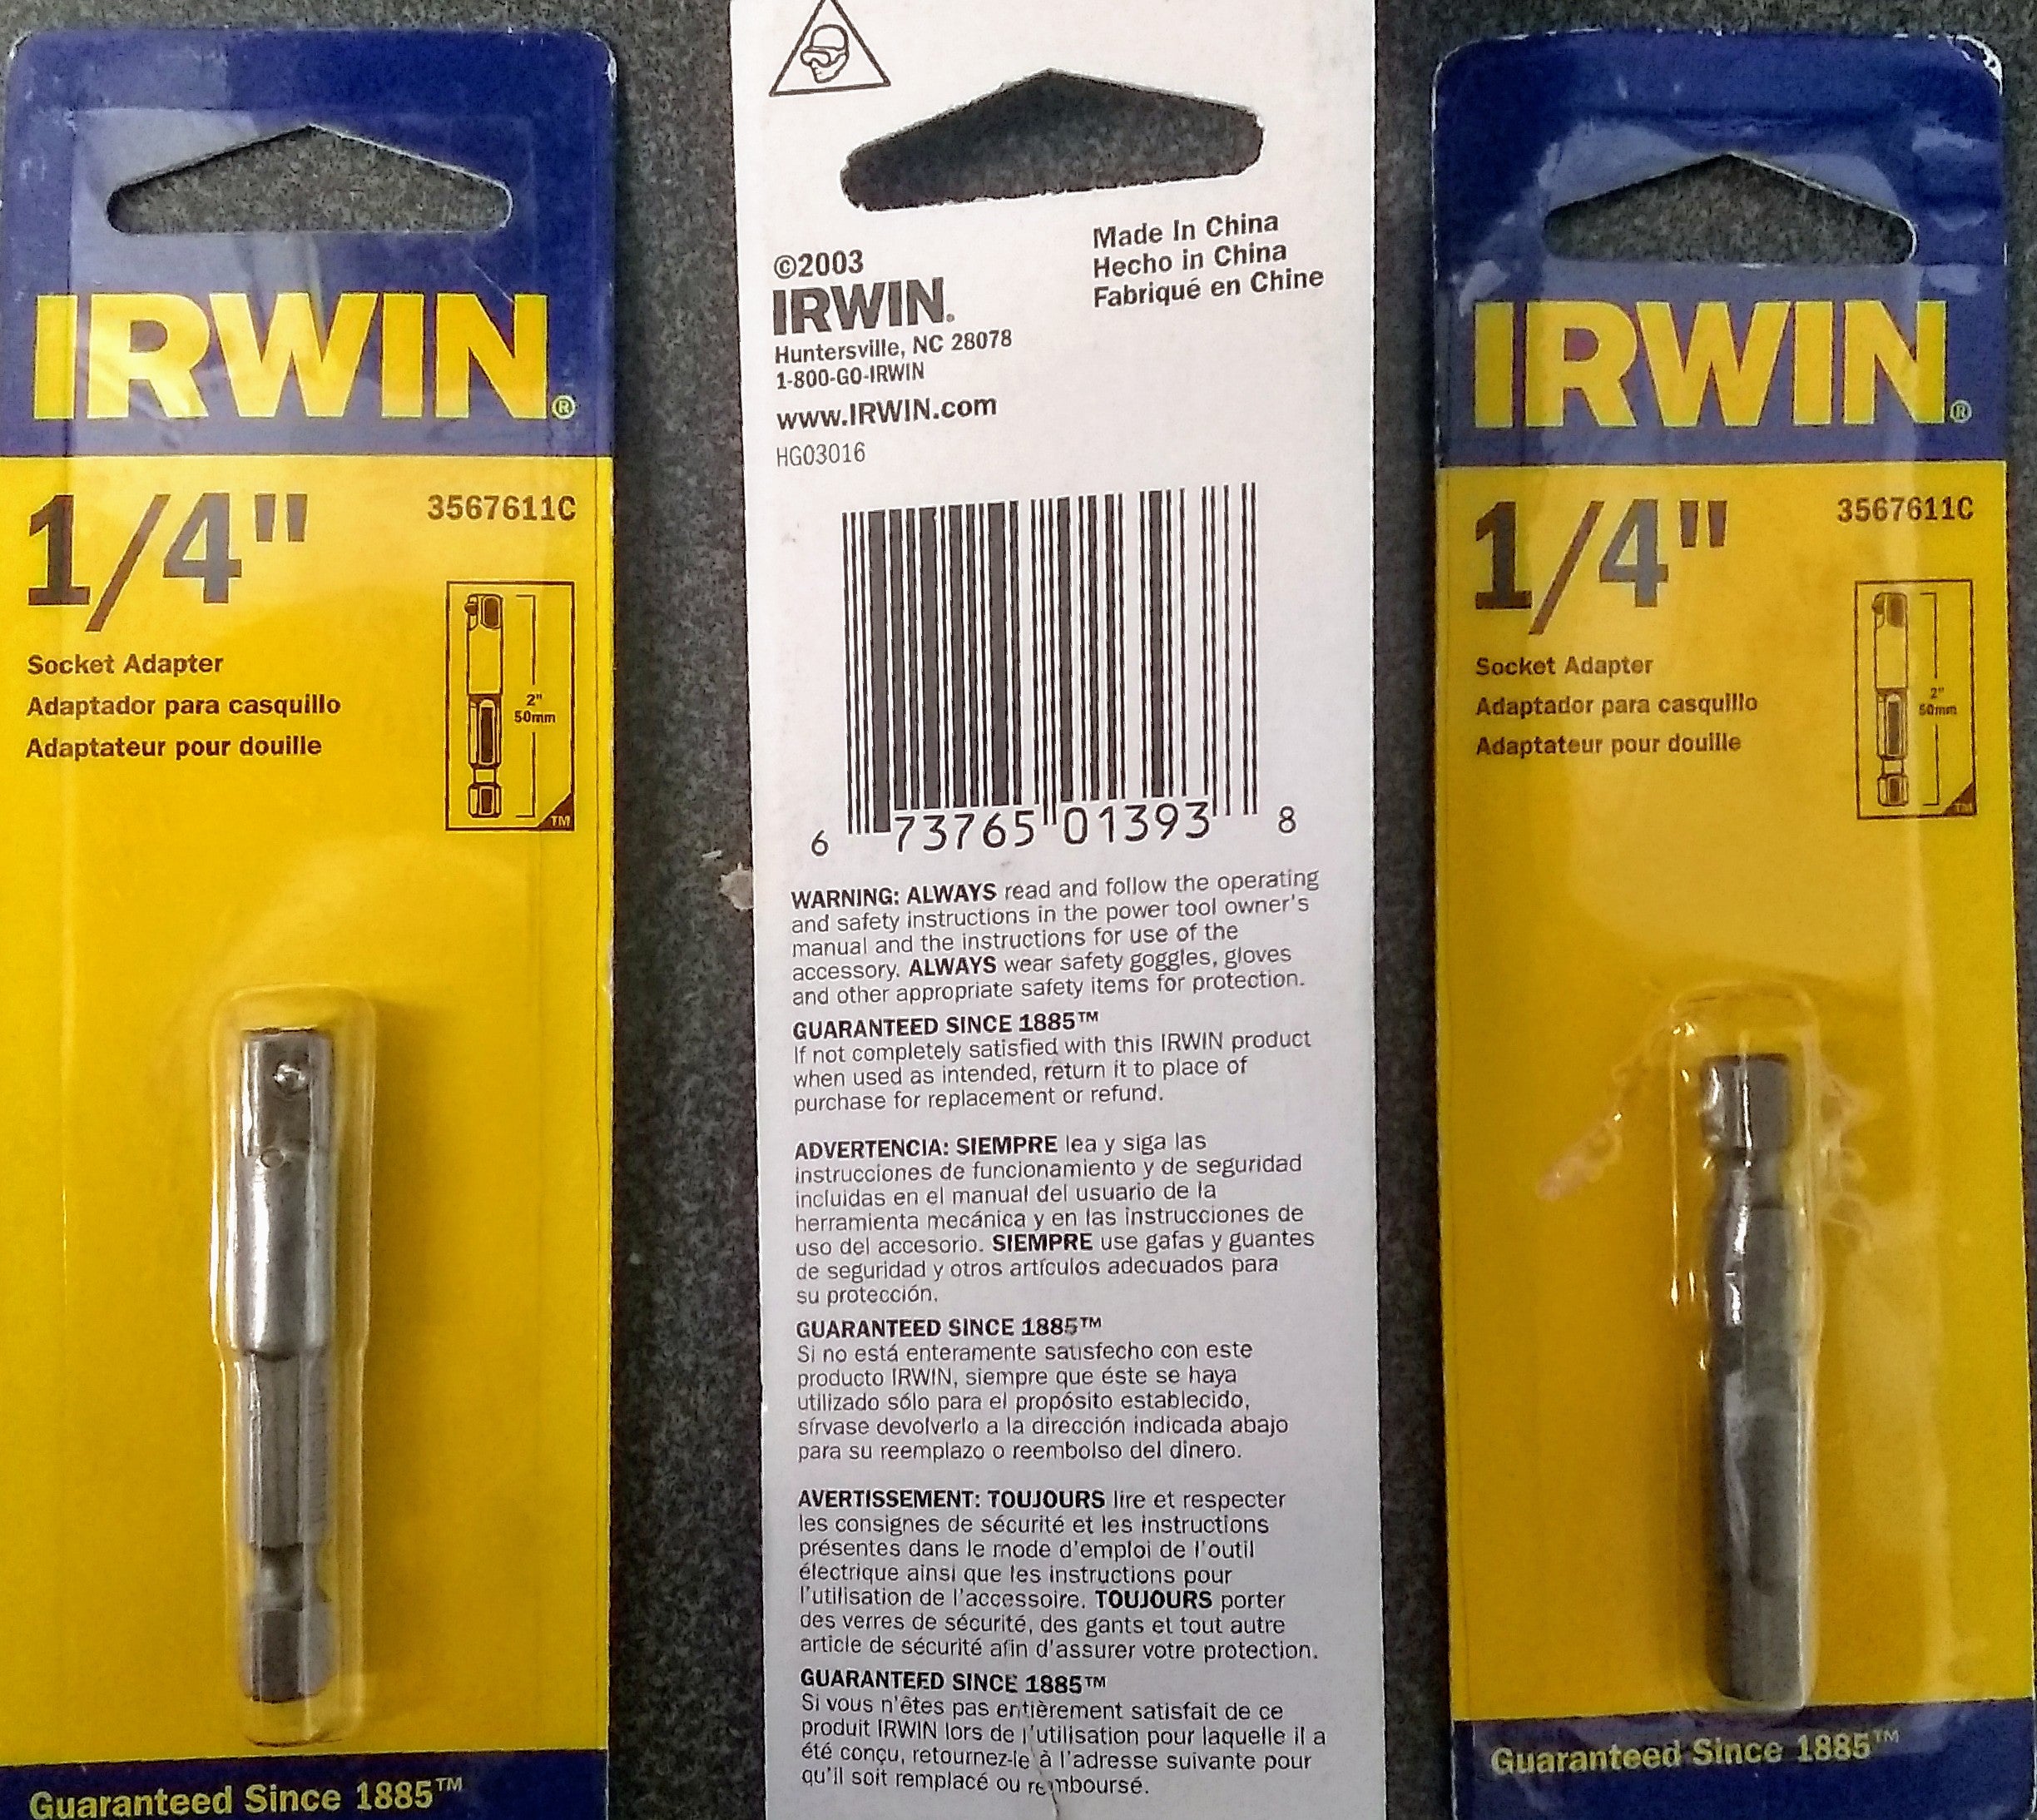 IRWIN®
1/4"
3567611C
Socket Adapter
Adaptador para casquillo
Adaptateur pour douille
2"
50mm
TM
Guaranteed Since 1885™
©2003
IRWIN.
Huntersville, NC 28078
1-800-GO-IRWIN
www.IRWIN.com
HG03016
Made In China
Hecho in China
Fabriqué en Chine
6 73765 01393 8
WARNING: ALWAYS read and follow the operating
and safety instructions in the power tool owner's
manual and the instructions for use of the
accessory. ALWAYS wear safety goggles, gloves
and other appropriate safety items for protection.
GUARANTEED SINCE 1885™
If not completely satisfied with this IRWIN product
when used as intended, return it to place of
purchase for replacement or refund.
ADVERTENCIA: SIEMPRE lea y siga las
instrucciones de funcionamiento y de seguridad
incluidas en el manual del usuario de la
herramienta mecánica y en las instrucciones de
uso del accesorio. SIEMPRE use gafas y guantes
de seguridad y otros artículos adecuados para
su protección.
GUARANTEED SINCE 1885™
Si no está enteramente satisfecho con este
producto IRWIN, siempre que éste se haya
utilizado sólo para el propósito establecido,
sírvase devolverlo a la dirección indicada abajo
para su reemplazo o reembolso del dinero.
AVERTISSEMENT: TOUJOURS lire et respecter
les consignes de sécurité et les instructions
présentes dans le mode d'emploi de l'outil
électrique ainsi que les instructions pour
l'utilisation de l'accessoire. TOUJOURS porter
des verres de sécurité, des gants et tout autre
article de sécurité afin d'assurer votre protection.
GUARANTEED SINCE 1885™
Si vous n'êtes pas entièrement satisfait de ce
produit IRWIN lors de l'utilisation pour laquelle il a
été conçu, retournez-le à l'adresse suivante pour
qu'il soit remplacé ou remboursé.
IRWIN®
1/4"
3567611C
Socket Adapter
Adaptador para casquillo
Adaptateur pour douille
2"
50mm
TM
Guaranteed Since 1885™